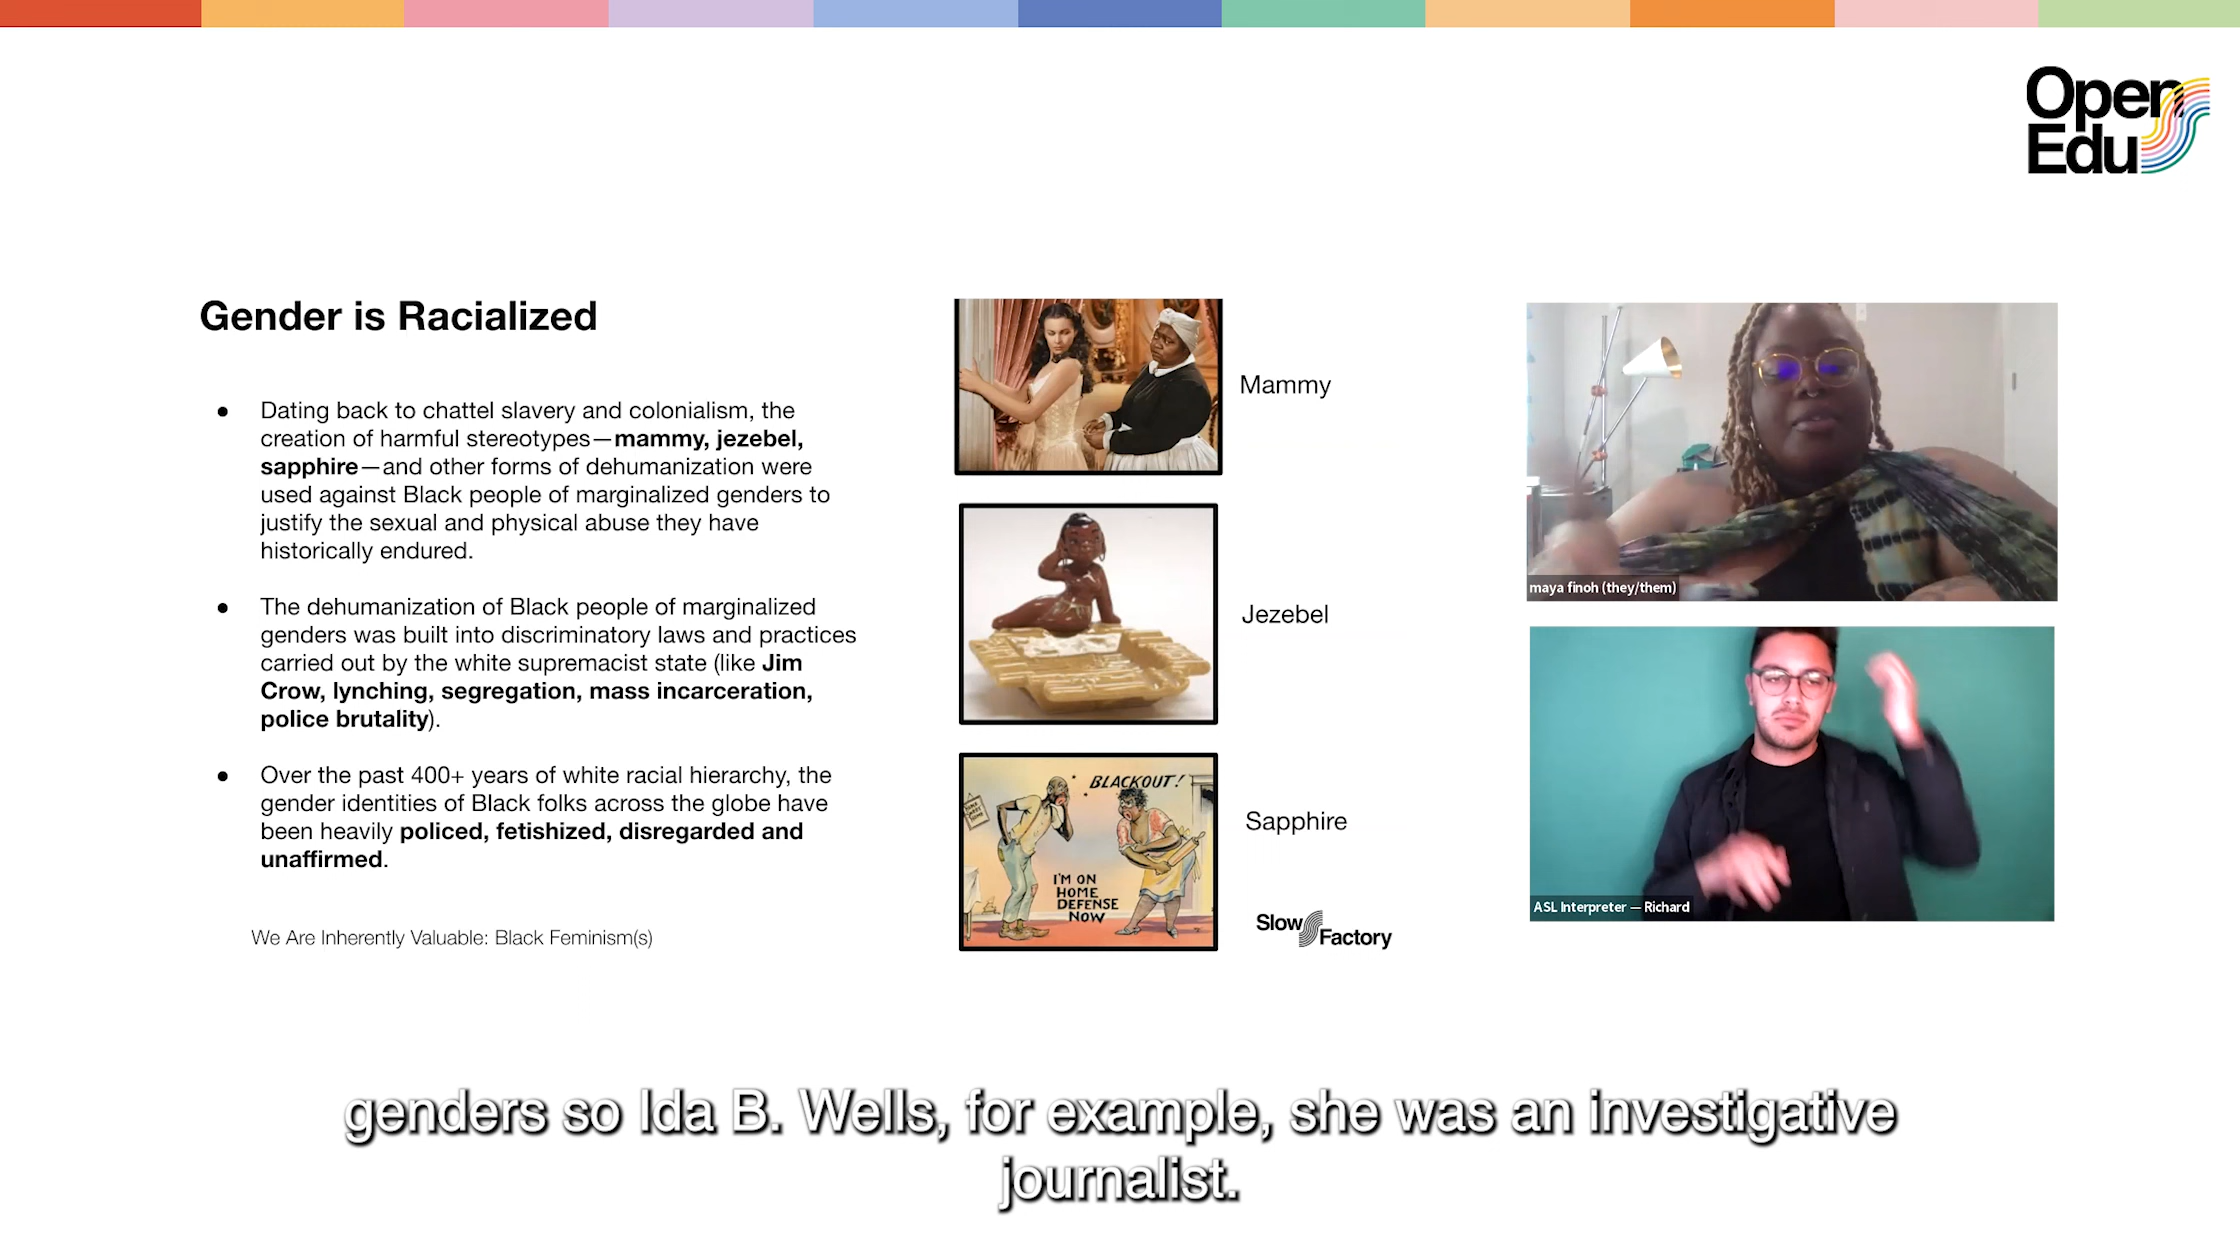 Open
Edu
Gender is Racialized
● Dating back to chattel slavery and colonialism, the
creation of harmful stereotypes—mammy, jezebel,
sapphire—and other forms of dehumanization were
used against Black people of marginalized genders to
justify the sexual and physical abuse they have
historically endured.
● The dehumanization of Black people of marginalized
genders was built into discriminatory laws and practices
carried out by the white supremacist state (like Jim
Crow, lynching, segregation, mass incarceration,
police brutality).
● Over the past 400+ years of white racial hierarchy, the
gender identities of Black folks across the globe have
been heavily policed, fetishized, disregarded and
unaffirmed.
We Are Inherently Valuable: Black Feminism(s)
Mammy
Jezebel
BLACKOUT!
I'M ON
HOME
DEFENSE
NOW
Sapphire
Slow
Factory
maya finoh (they/them)
ASL Interpreter — Richard
genders so Ida B. Wells, for example, she was an investigative
journalist.